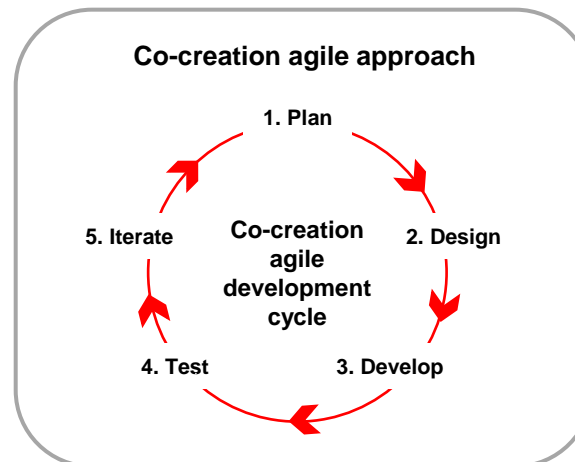 Co-creation agile approach
1. Plan
2. Design
3. Develop
4. Test
5. Iterate
Co-creation
agile
development
cycle